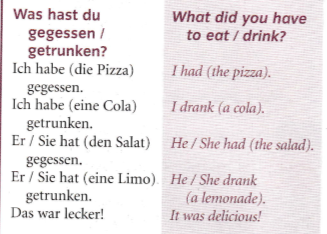 Was hast du
gegessen /
getrunken?
Ich habe (die Pizza)
gegessen.
Ich habe (eine Cola)
getrunken.
Er / Sie hat (den Salat)
gegessen.
Er / Sie hat (eine Limo)
getrunken.
Das war lecker!
What did you have
to eat / drink?
I had (the pizza).
I drank (a cola).
He / She had (the salad).
He / She drank
(a lemonade).
It was delicious!